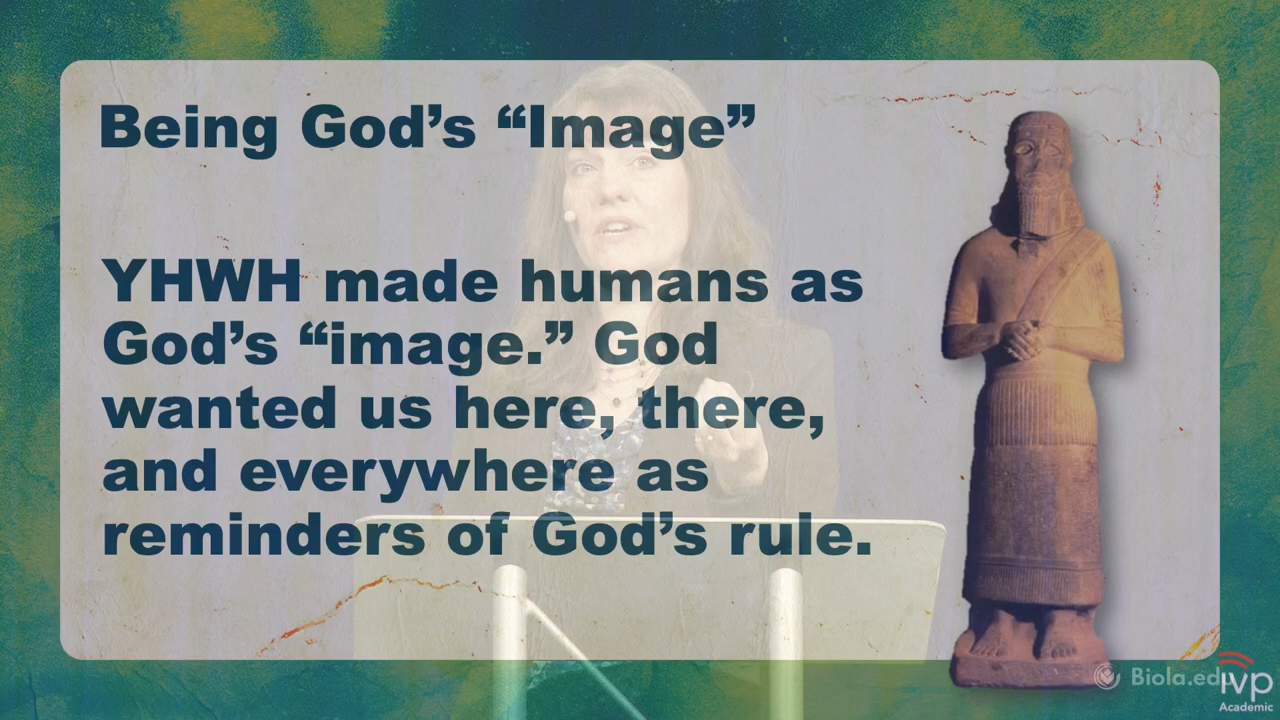 Being God’s “Image”
YHWH made humans as
God’s “image.” God
wanted us here, there,
and everywhere as
reminders of God’s rule.
Biola.edu
ivp
Academic